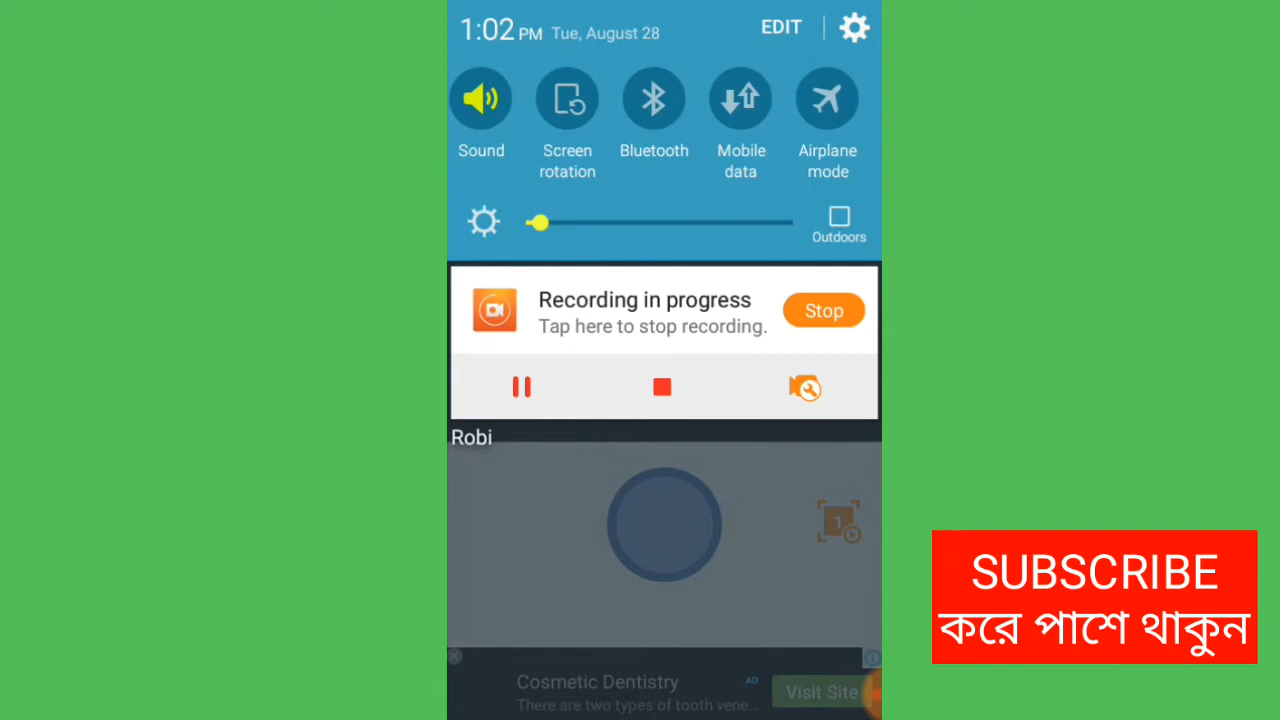 1:02 PM Tue, August 28 EDIT
Sound
Screen rotation
Bluetooth
Mobile data
Airplane mode
Outdoors
Recording in progress
Tap here to stop recording.
Stop
Robi
1
SUBSCRIBE
করে পাশে থাকুন
Cosmetic Dentistry AD
There are two types of tooth vene...
Visit Site